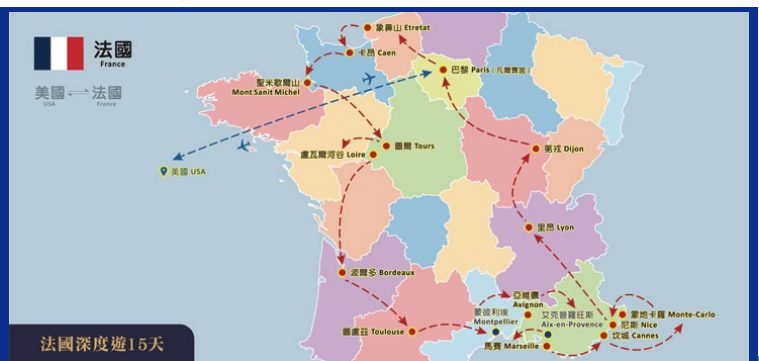 法國
France
美國 法國
USA France
象鼻山 Etretat
卡昂 Caen
巴黎 Paris（凡爾賽宮）
聖米歇爾山
Mont Sanit Michel
圖爾 Tours
盧瓦爾河谷 Loire
第戎 Dijon
美國 USA
里昂 Lyon
波爾多 Bordeaux
亞維儂
Avignon
蒙彼利埃
Montpellier
艾克普羅旺斯
Aix-en-Provence
蒙地卡羅 Monte-Carlo
尼斯 Nice
坎城 Cannes
圖盧茲 Toulouse
馬賽 Marseille
法國深度遊15天